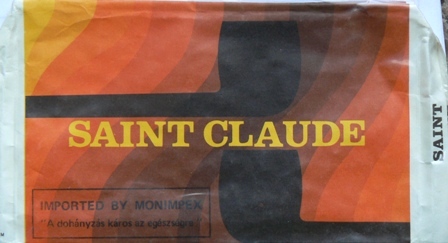 SAINT CLAUDE
SAINT
IMPORTED BY MONIMPEX
"A dohányzás káros az egészségre"